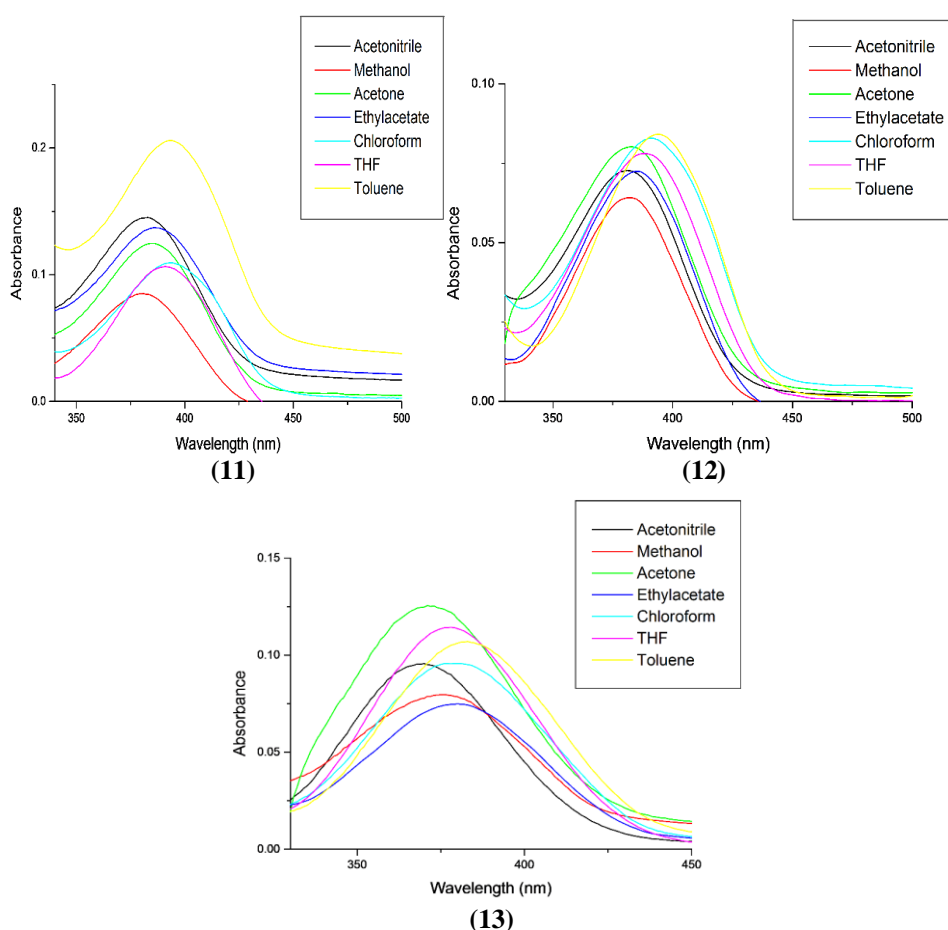 Acetonitrile
Methanol
Acetone
Ethylacetate
Chloroform
THF
Toluene
0.2
0.1
0.0
Absorbance
350
400
450
500
Wavelength (nm)
(11)
Acetonitrile
Methanol
Acetone
Ethylacetate
Chloroform
THF
Toluene
0.10
0.05
0.00
Absorbance
350
400
450
500
Wavelength (nm)
(12)
Acetonitrile
Methanol
Acetone
Ethylacetate
Chloroform
THF
Toluene
0.15
0.10
0.05
0.00
Absorbance
350
400
450
Wavelength (nm)
(13)